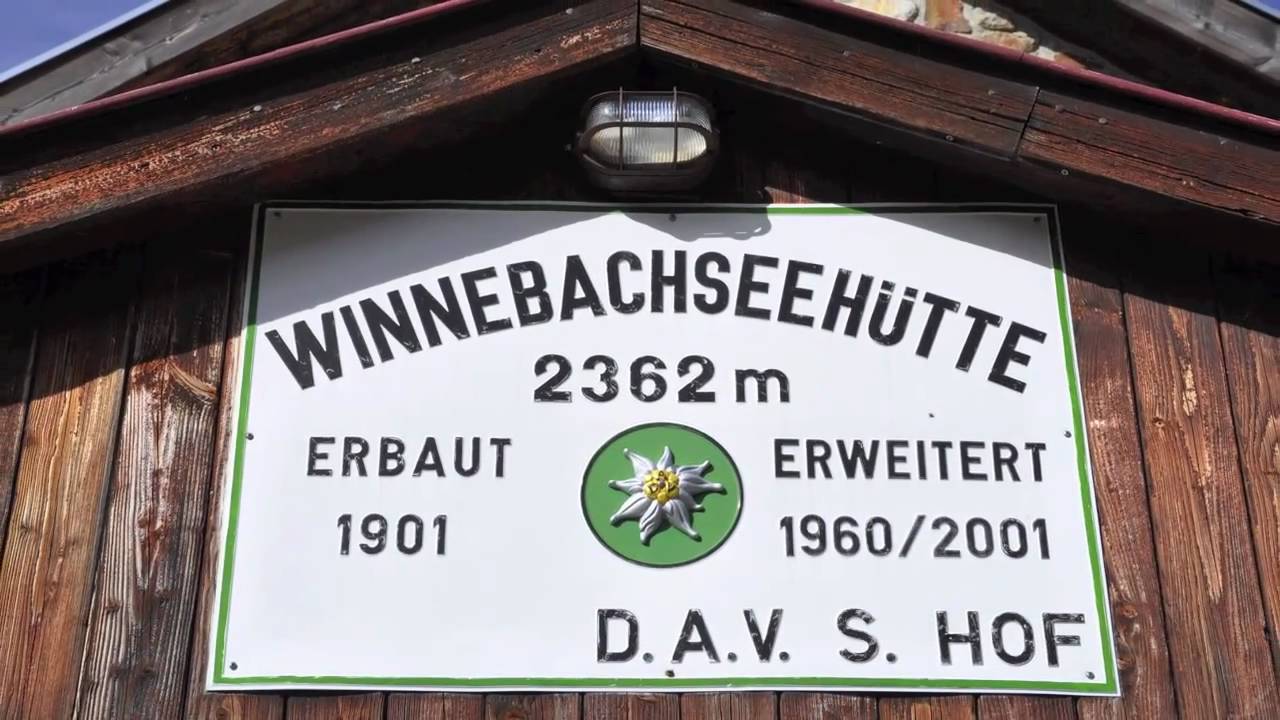 WINNEBACHSEEHÜTTE
2362 m
ERBAUT ERWEITERT
1901 1960/2001
D.A.V. S. HOF